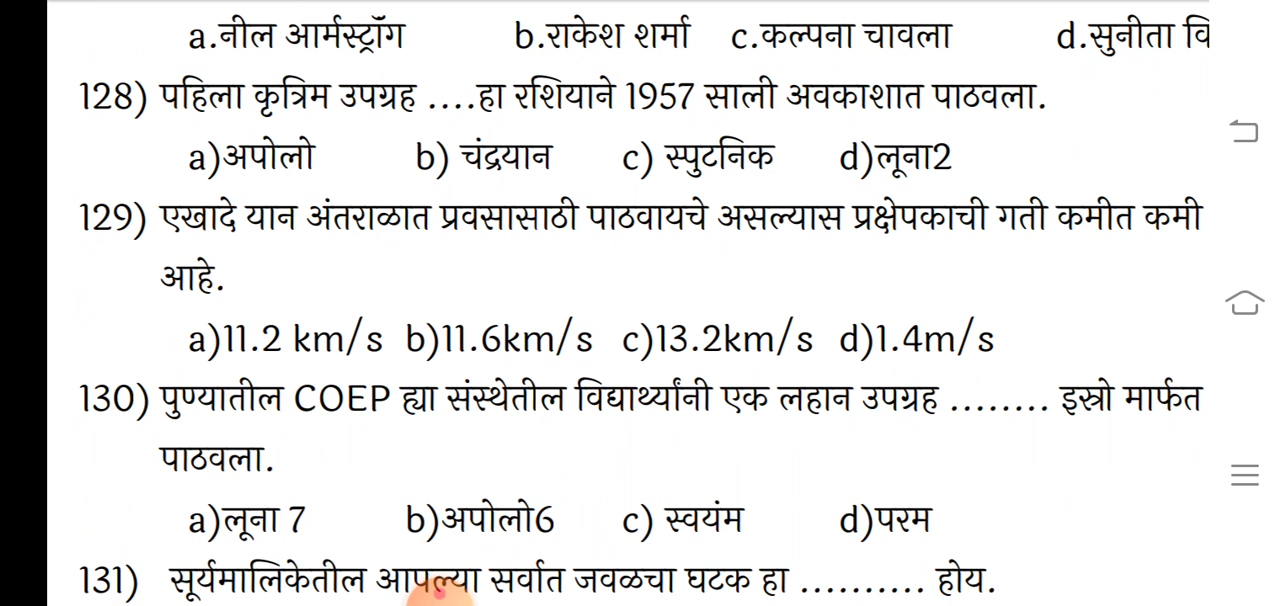 a.नील आर्मस्ट्रॉंग b.राकेश शर्मा c.कल्पना चावला d.सुनीता
128) पहिला कृत्रिम उपग्रह ....हा रशियाने 1957 साली अवकाशात पाठवला.
a)अपोलो b) चंद्रयान c) स्पुटनिक d)लूना2
129) एखादे यान अंतराळात प्रवसासाठी पाठवायचे असल्यास प्रक्षेपकाची गती कमीत कमी
आहे.
a)11.2 km/s b)11.6km/s c)13.2km/s d)1.4m/s
130) पुण्यातील COEP ह्या संस्थेतील विद्यार्थ्यांनी एक लहान उपग्रह ........ इस्रो मार्फत
पाठवला.
a)लूना 7 b)अपोलो6 c) स्वयंम d)परम
131) सूर्यमालिकेतील आपल्या सर्वात जवळचा घटक हा .......... होय.